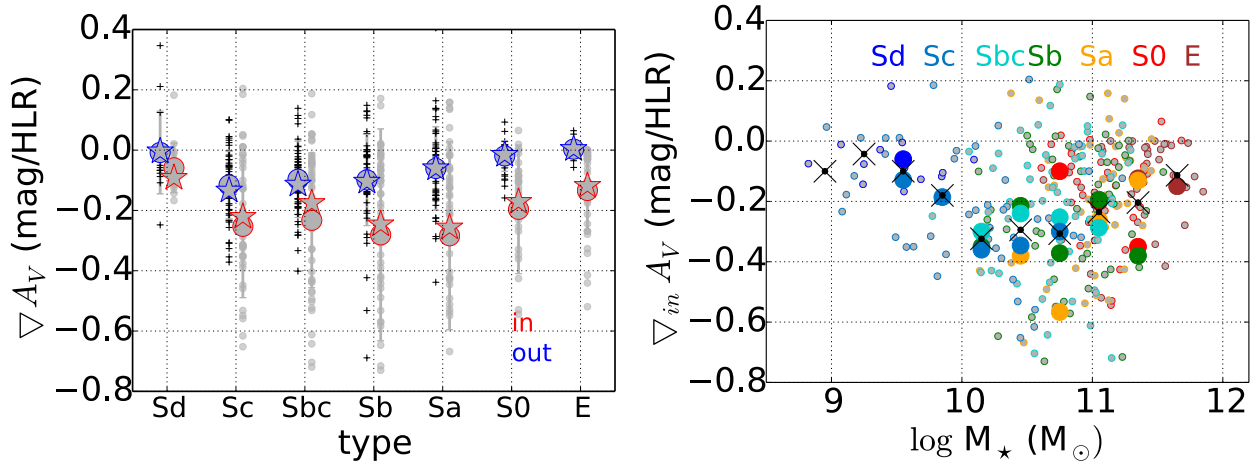 0.4
0.2
0.0
−0.2
−0.4
−0.6
−0.8
▽ A_V (mag/HLR)
in
out
Sd Sc Sbc Sb Sa S0 E
type
0.4
0.2
0.0
−0.2
−0.4
−0.6
−0.8
▽_in A_V (mag/HLR)
Sd Sc Sbc Sb Sa S0 E
9 10 11 12
log M_⋆ (M_⊙)